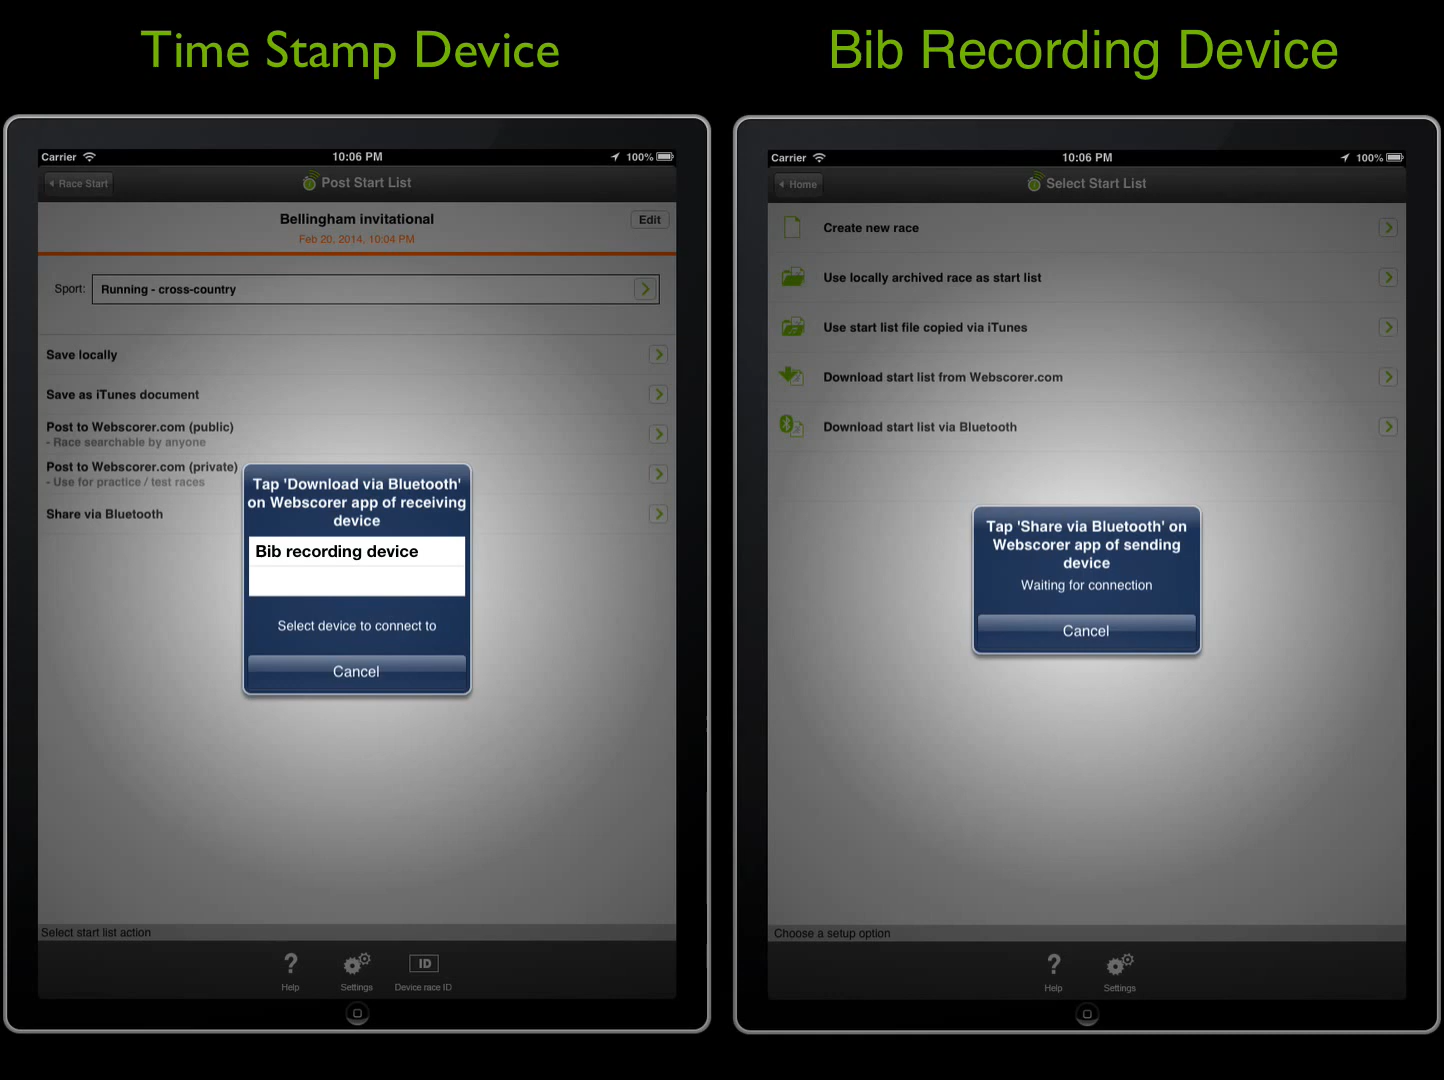 Time Stamp Device
Carrier 10:06 PM 100%
Race Start Post Start List
Bellingham invitational Edit
Feb 20, 2014, 10:04 PM
Sport: Running - cross-country
Save locally
Save as iTunes document
Post to Webscorer.com (public)
- Race searchable by anyone
Post to Webscorer.com (private)
- Use for practice / test races
Share via Bluetooth
Tap 'Download via Bluetooth'
on Webscorer app of receiving
device
Bib recording device
Select device to connect to
Cancel
Select start list action
? ID
Help Settings Device race ID
Bib Recording Device
Carrier 10:06 PM 100%
Home Select Start List
Create new race
Use locally archived race as start list
Use start list file copied via iTunes
Download start list from Webscorer.com
Download start list via Bluetooth
Tap 'Share via Bluetooth' on
Webscorer app of sending
device
Waiting for connection
Cancel
Choose a setup option
?
Help Settings